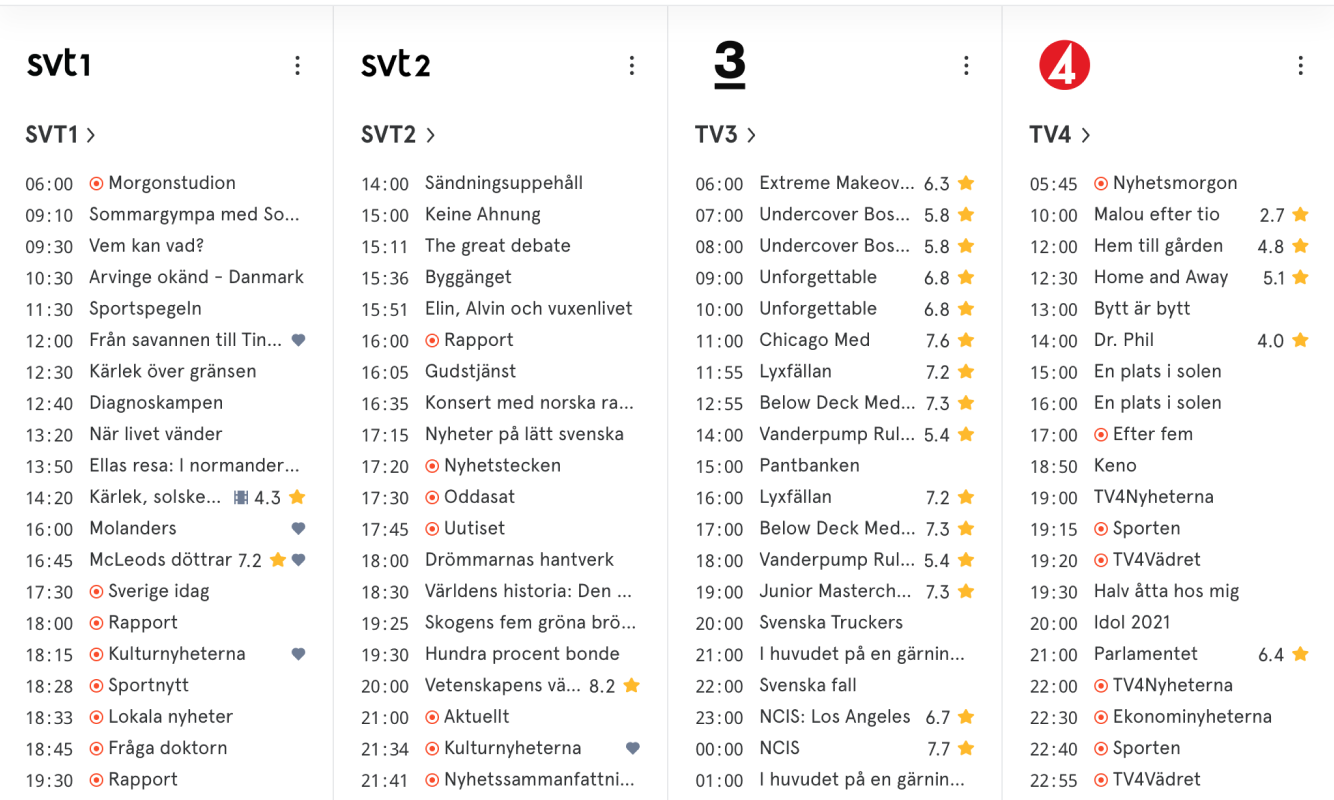 svt1
SVT1
06:00 Morgonstudion
09:10 Sommargympa med So...
09:30 Vem kan vad?
10:30 Arvinge okänd - Danmark
11:30 Sportspegeln
12:00 Från savannen till Tin...
12:30 Kärlek över gränsen
12:40 Diagnoskampen
13:20 När livet vänder
13:50 Ellas resa: I normander...
14:20 Kärlek, solske... 4.3
16:00 Molanders
16:45 McLeods döttrar 7.2
17:30 Sverige idag
18:00 Rapport
18:15 Kulturnyheterna
18:28 Sportnytt
18:33 Lokala nyheter
18:45 Fråga doktorn
19:30 Rapport
svt2
SVT2
14:00 Sändningsuppehåll
15:00 Keine Ahnung
15:11 The great debate
15:36 Byggänget
15:51 Elin, Alvin och vuxenlivet
16:00 Rapport
16:05 Gudstjänst
16:35 Konsert med norska ra...
17:15 Nyheter på lätt svenska
17:20 Nyhetstecken
17:30 Oddasat
17:45 Uutiset
18:00 Drömmarnas hantverk
18:30 Världens historia: Den ...
19:25 Skogens fem gröna brö...
19:30 Hundra procent bonde
20:00 Vetenskapens vä... 8.2
21:00 Aktuellt
21:34 Kulturnyheterna
21:41 Nyhetssammanfattni...
3
TV3
06:00 Extreme Makeov... 6.3
07:00 Undercover Bos... 5.8
08:00 Undercover Bos... 5.8
09:00 Unforgettable 6.8
10:00 Unforgettable 6.8
11:00 Chicago Med 7.6
11:55 Lyxfällan 7.2
12:55 Below Deck Med... 7.3
14:00 Vanderpump Rul... 5.4
15:00 Pantbanken
16:00 Lyxfällan 7.2
17:00 Below Deck Med... 7.3
18:00 Vanderpump Rul... 5.4
19:00 Junior Masterch... 7.3
20:00 Svenska Truckers
21:00 I huvudet på en gärnin...
22:00 Svenska fall
23:00 NCIS: Los Angeles 6.7
00:00 NCIS 7.7
01:00 I huvudet på en gärnin...
4
TV4
05:45 Nyhetsmorgon
10:00 Malou efter tio 2.7
12:00 Hem till gården 4.8
12:30 Home and Away 5.1
13:00 Bytt är bytt
14:00 Dr. Phil 4.0
15:00 En plats i solen
16:00 En plats i solen
17:00 Efter fem
18:50 Keno
19:00 TV4Nyheterna
19:15 Sporten
19:20 TV4Vädret
19:30 Halv åtta hos mig
20:00 Idol 2021
21:00 Parlamentet 6.4
22:00 TV4Nyheterna
22:30 Ekonominyheterna
22:40 Sporten
22:55 TV4Vädret